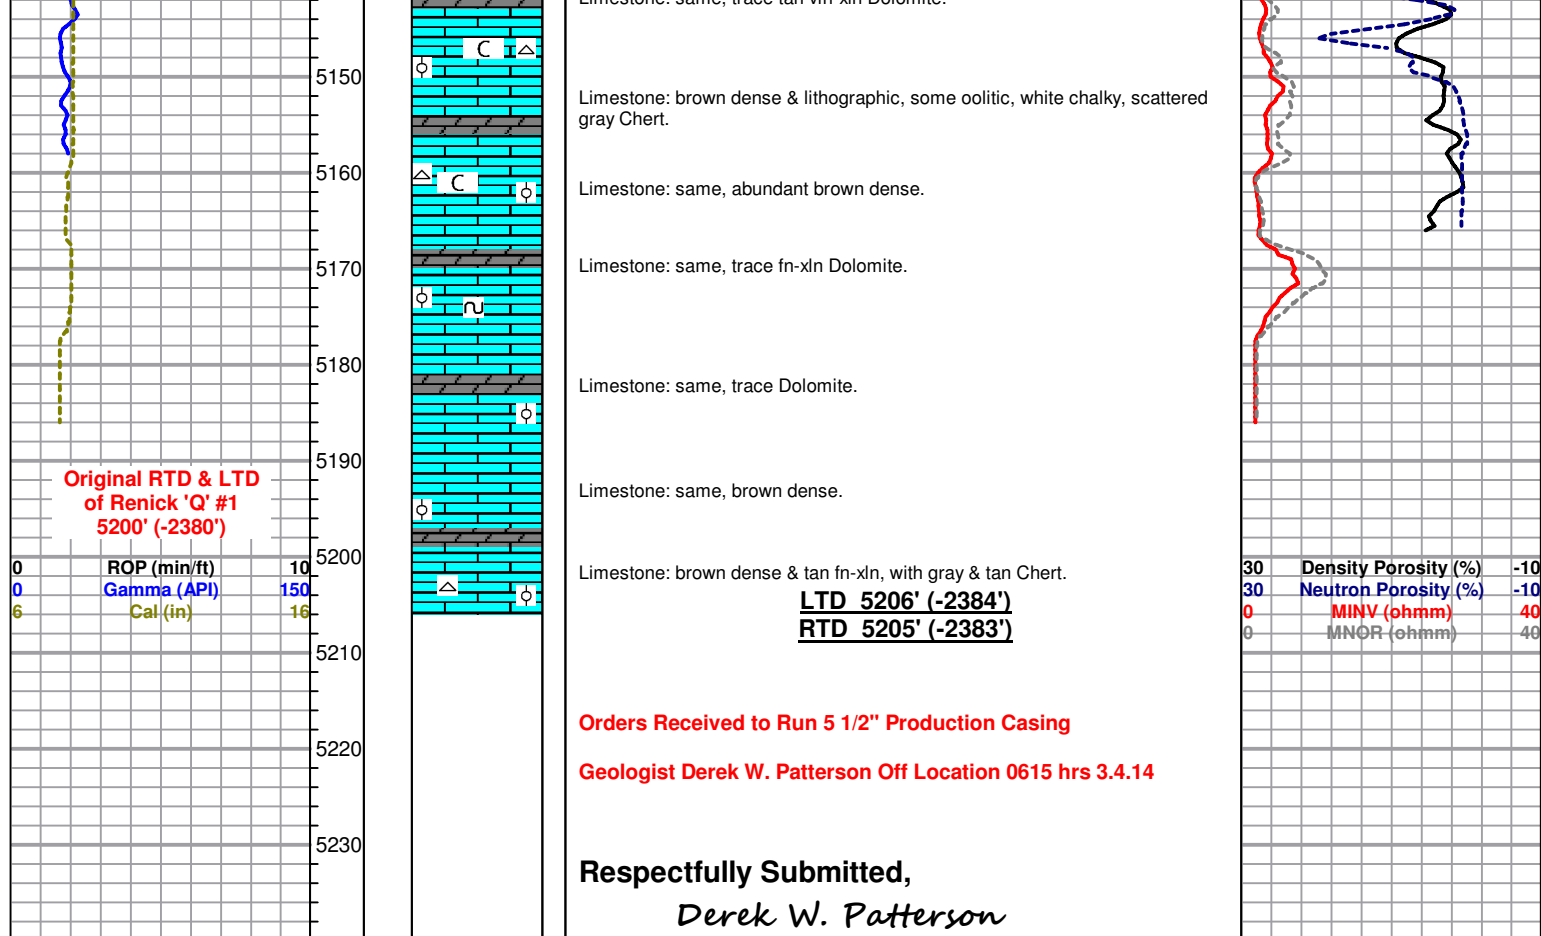 Limestone: same, trace tan vfn-xln Dolomite.
C
5150
Limestone: brown dense & lithographic, some oolitic, white chalky, scattered
gray Chert.
5160
C
Limestone: same, abundant brown dense.
5170
Limestone: same, trace fn-xln Dolomite.
5180
Limestone: same, trace Dolomite.
5190
Original RTD & LTD
of Renick 'Q' #1
5200' (-2380')
Limestone: same, brown dense.
5200
0 ROP (min/ft) 10
0 Gamma (API) 150
6 Cal (in) 16
Limestone: brown dense & tan fn-xln, with gray & tan Chert.
LTD 5206' (-2384')
RTD 5205' (-2383')
30 Density Porosity (%) -10
30 Neutron Porosity (%) -10
0 MINV (ohmm) 40
0 MNOR (ohmm) 40
5210
Orders Received to Run 5 1/2" Production Casing
5220
Geologist Derek W. Patterson Off Location 0615 hrs 3.4.14
5230
Respectfully Submitted,
Derek W. Patterson